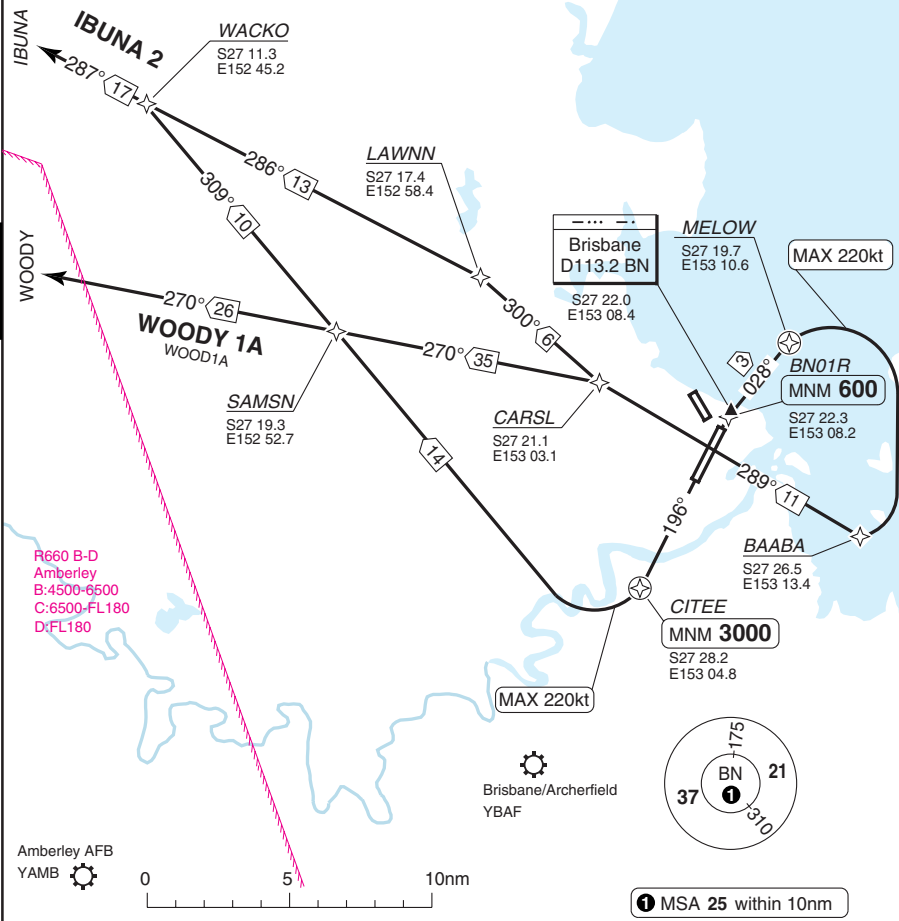 IBUNA
IBUNA 2
WACKO
S27 11.3
E152 45.2
287°
17
LAWNN
S27 17.4
E152 58.4
286°
13
309°
10
WOODY
Brisbane
D113.2 BN
S27 22.0
E153 08.4
MELOW
S27 19.7
E153 10.6
MAX 220kt
270°
26
WOODY 1A
WOOD1A
300°
6
270°
35
3
028°
BN01R
MNM 600
S27 22.3
E153 08.2
SAMSN
S27 19.3
E152 52.7
CARSL
S27 21.1
E153 03.1
14
289°
11
196°
BAABA
S27 26.5
E153 13.4
R660 B-D
Amberley
B:4500-6500
C:6500-FL180
D:FL180
CITEE
MNM 3000
S27 28.2
E153 04.8
MAX 220kt
Brisbane/Archerfield
YBAF
175
BN
1
21
37
310
Amberley AFB
YAMB
0
5
10nm
1 MSA 25 within 10nm